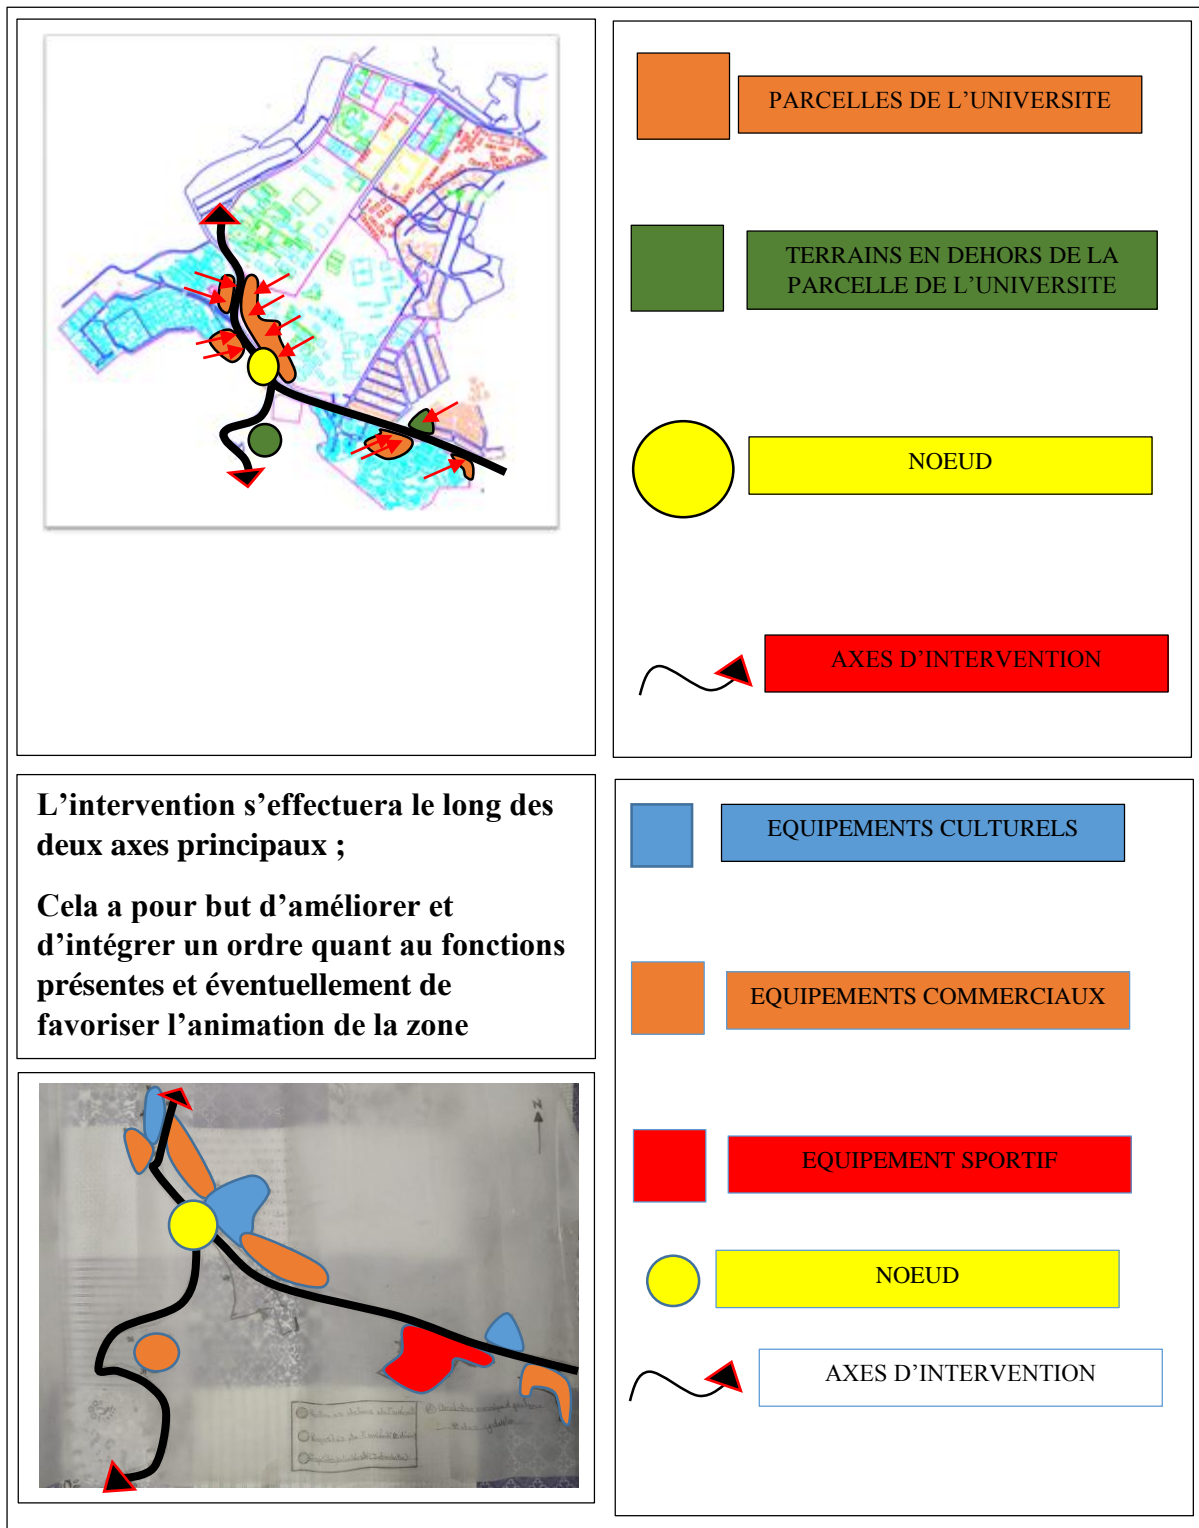 PARCELLES DE L’UNIVERSITE
TERRAINS EN DEHORS DE LA
PARCELLE DE L’UNIVERSITE
NOEUD
AXES D’INTERVENTION
L’intervention s’effectuera le long des
deux axes principaux ;
Cela a pour but d’améliorer et
d’intégrer un ordre quant au fonctions
présentes et éventuellement de
favoriser l’animation de la zone
EQUIPEMENTS CULTURELS
EQUIPEMENTS COMMERCIAUX
EQUIPEMENT SPORTIF
NOEUD
AXES D’INTERVENTION
N